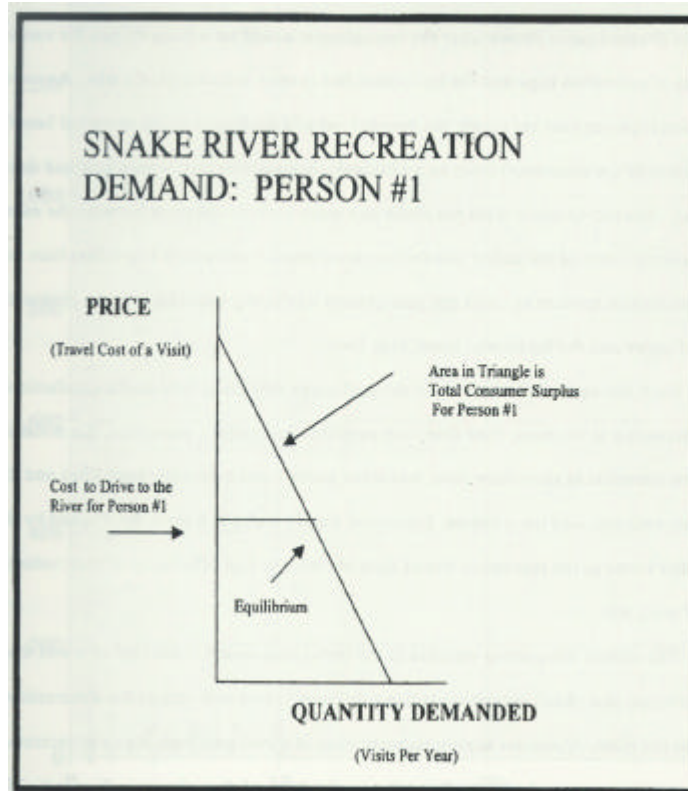 SNAKE RIVER RECREATION
DEMAND: PERSON #1
PRICE
(Travel Cost of a Visit)
Area in Triangle is
Total Consumer Surplus
For Person #1
Cost to Drive to the
River for Person #1
Equilibrium
QUANTITY DEMANDED
(Visits Per Year)